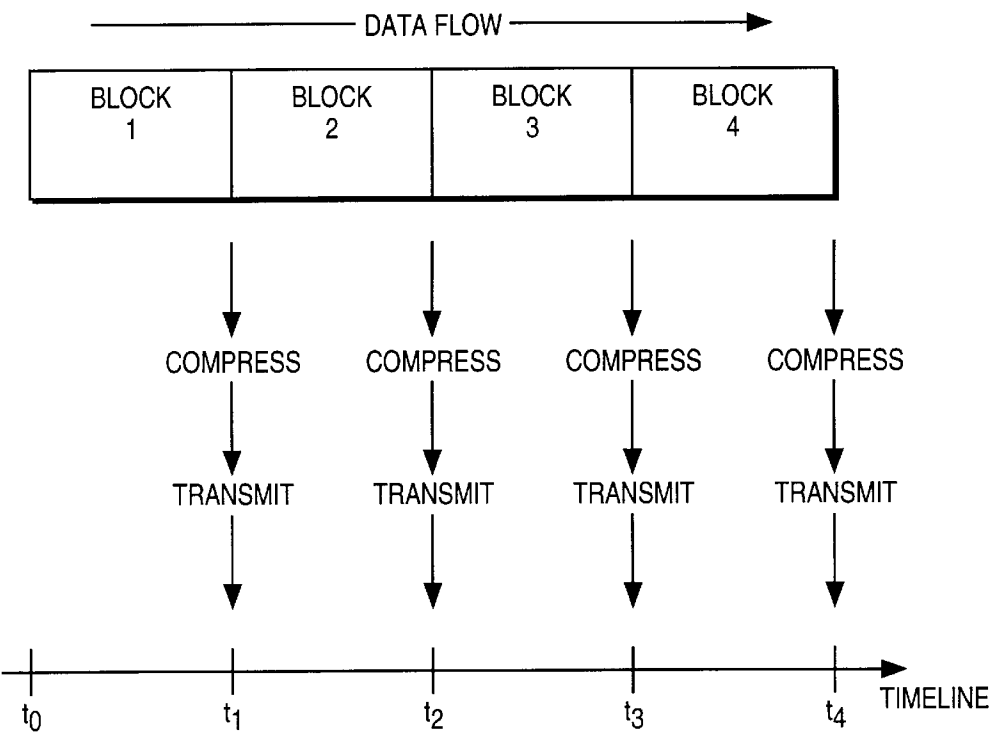 DATA FLOW
BLOCK
1
BLOCK
2
BLOCK
3
BLOCK
4
COMPRESS COMPRESS COMPRESS COMPRESS
TRANSMIT TRANSMIT TRANSMIT TRANSMIT
t0 t1 t2 t3 t4 TIMELINE